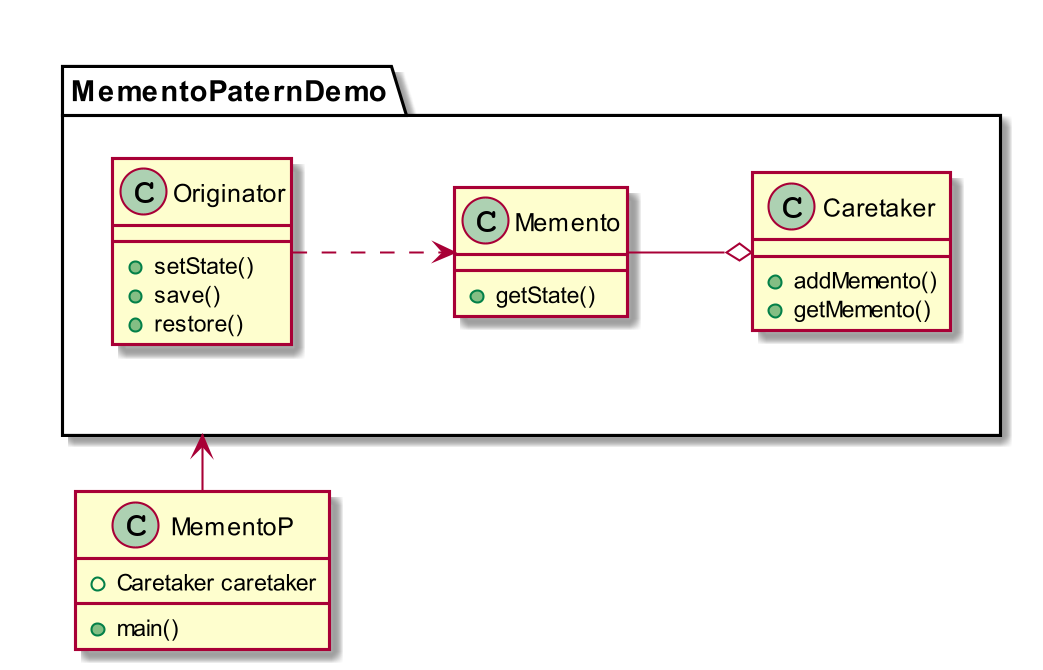 MementoPaternDemo
C Originator
setState()
save()
restore()
C Memento
getState()
C Caretaker
addMemento()
getMemento()
C MementoP
Caretaker caretaker
main()